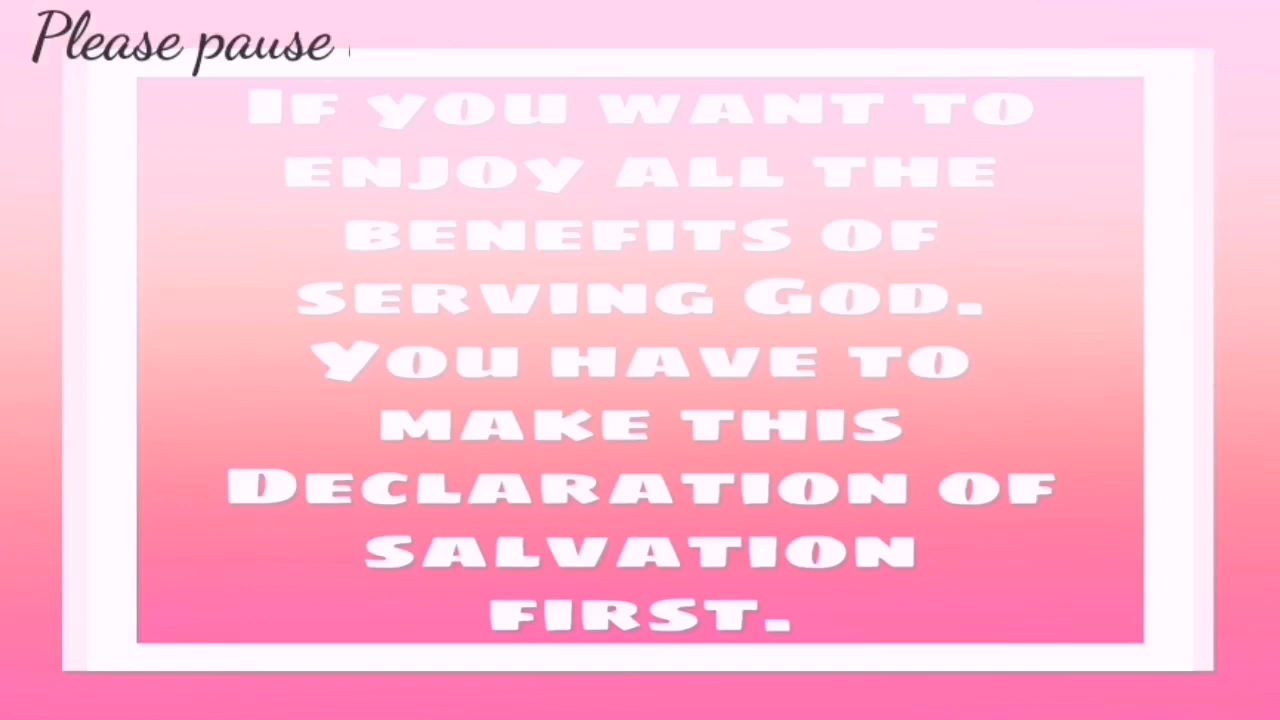 Please pause
If you want to
enjoy all the
benefits of
serving God.
You have to
make this
Declaration of
salvation
first.